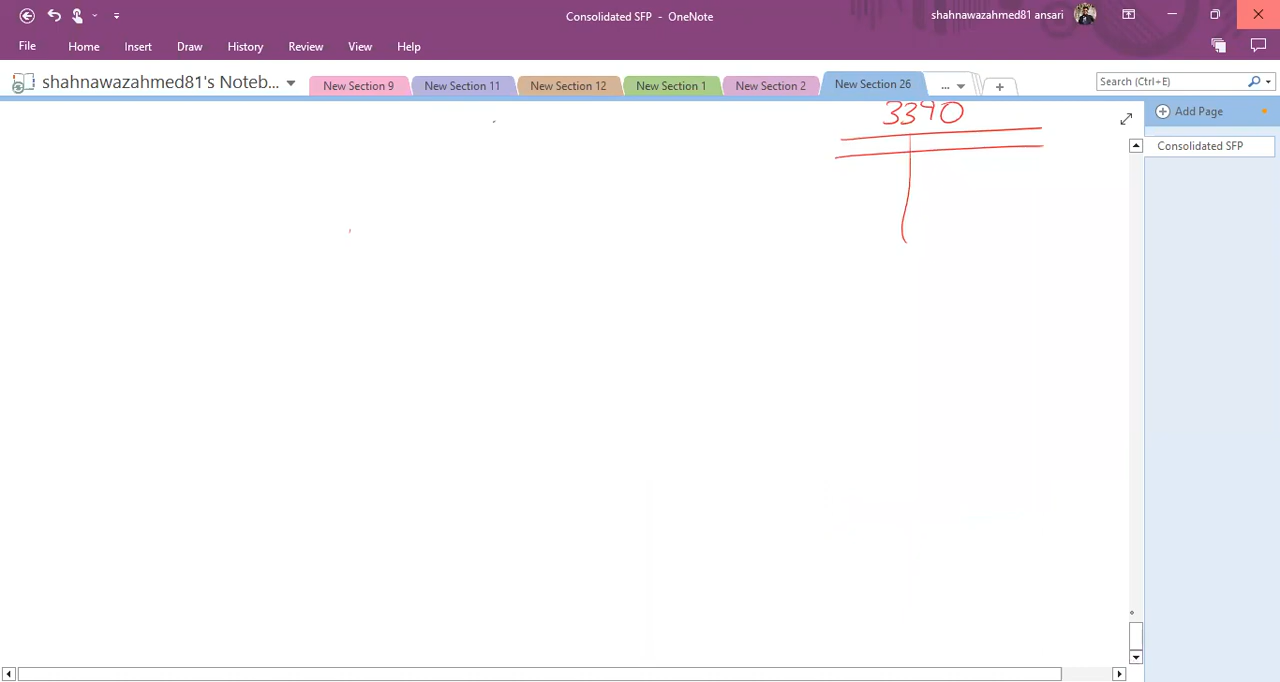 Consolidated SFP - OneNote
shahnawazahmed81 ansari
File Home Insert Draw History Review View Help
shahnawazahmed81's Noteb...
New Section 9 New Section 11 New Section 12 New Section 1 New Section 2 New Section 26 ... +
Search (Ctrl+E)
Add Page
Consolidated SFP
3390